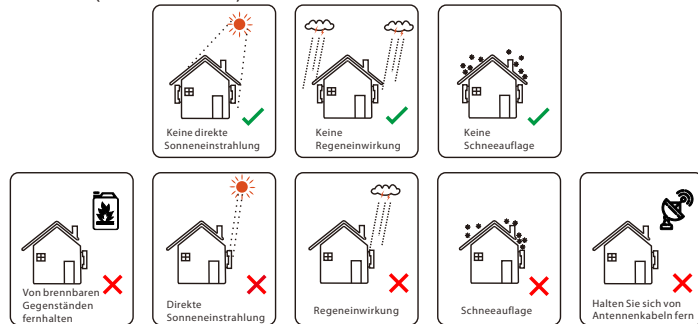 Keine direkte
Sonneneinstrahlung
Keine
Regeneinwirkung
Keine
Schneeauflage
Von brennbaren
Gegenständen
fernhalten
Direkte
Sonneneinstrahlung
Regeneinwirkung
Schneeauflage
Halten Sie sich von
Antennenkabeln fern